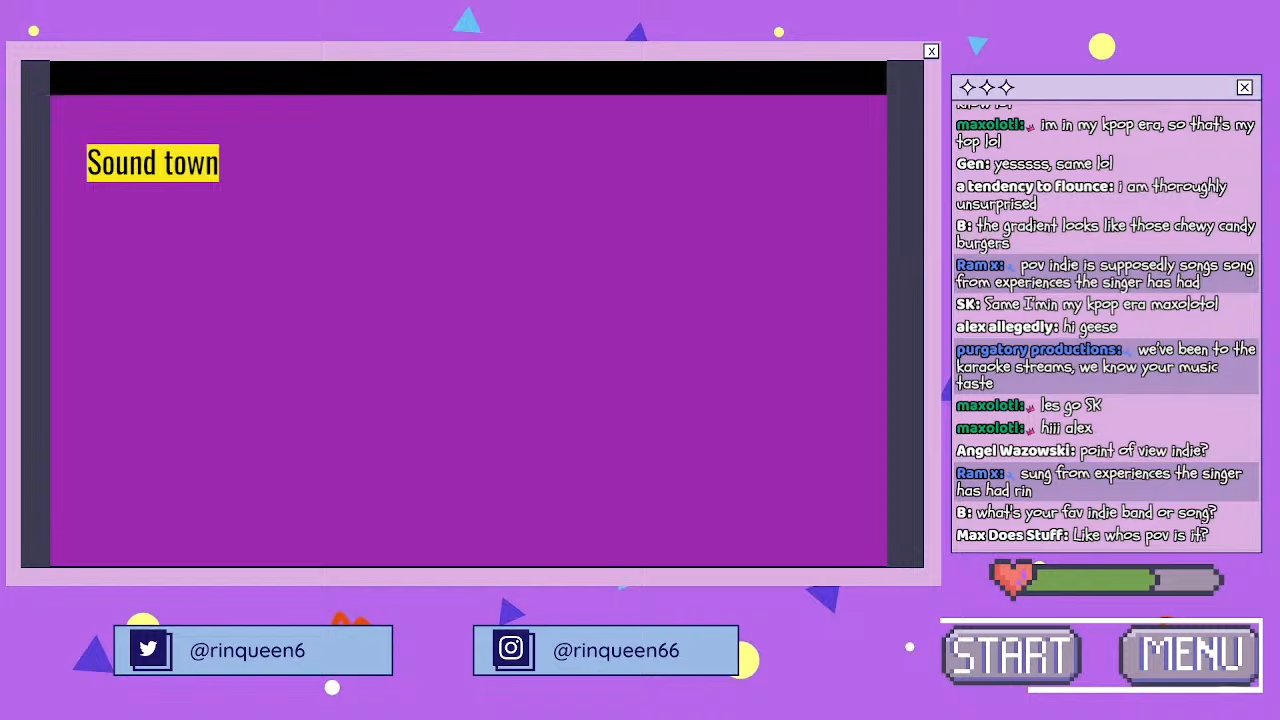 X
Sound town
know lol
maxolotl: im in my kpop era, so that's my
top lol
Gen: yesssss, same lol
a tendency to flounce: i am thoroughly
unsurprised
B: the gradient looks like those chewy candy
burgers
Ram x: pov indie is supposedly songs song
from experiences the singer has had
SK: Same I'min my kpop era maxolotol
alex allegedly: hi geese
purgatory productions: we've been to the
karaoke streams, we know your music
taste
maxolotl: les go SK
maxolotl: hiii alex
Angel Wazowski: point of view indie?
Ram x: sung from experiences the singer
has had rin
B: what's your fav indie band or song?
Max Does Stuff: Like whos pov is it?
@rinqueen6
@rinqueen66
START
MENU